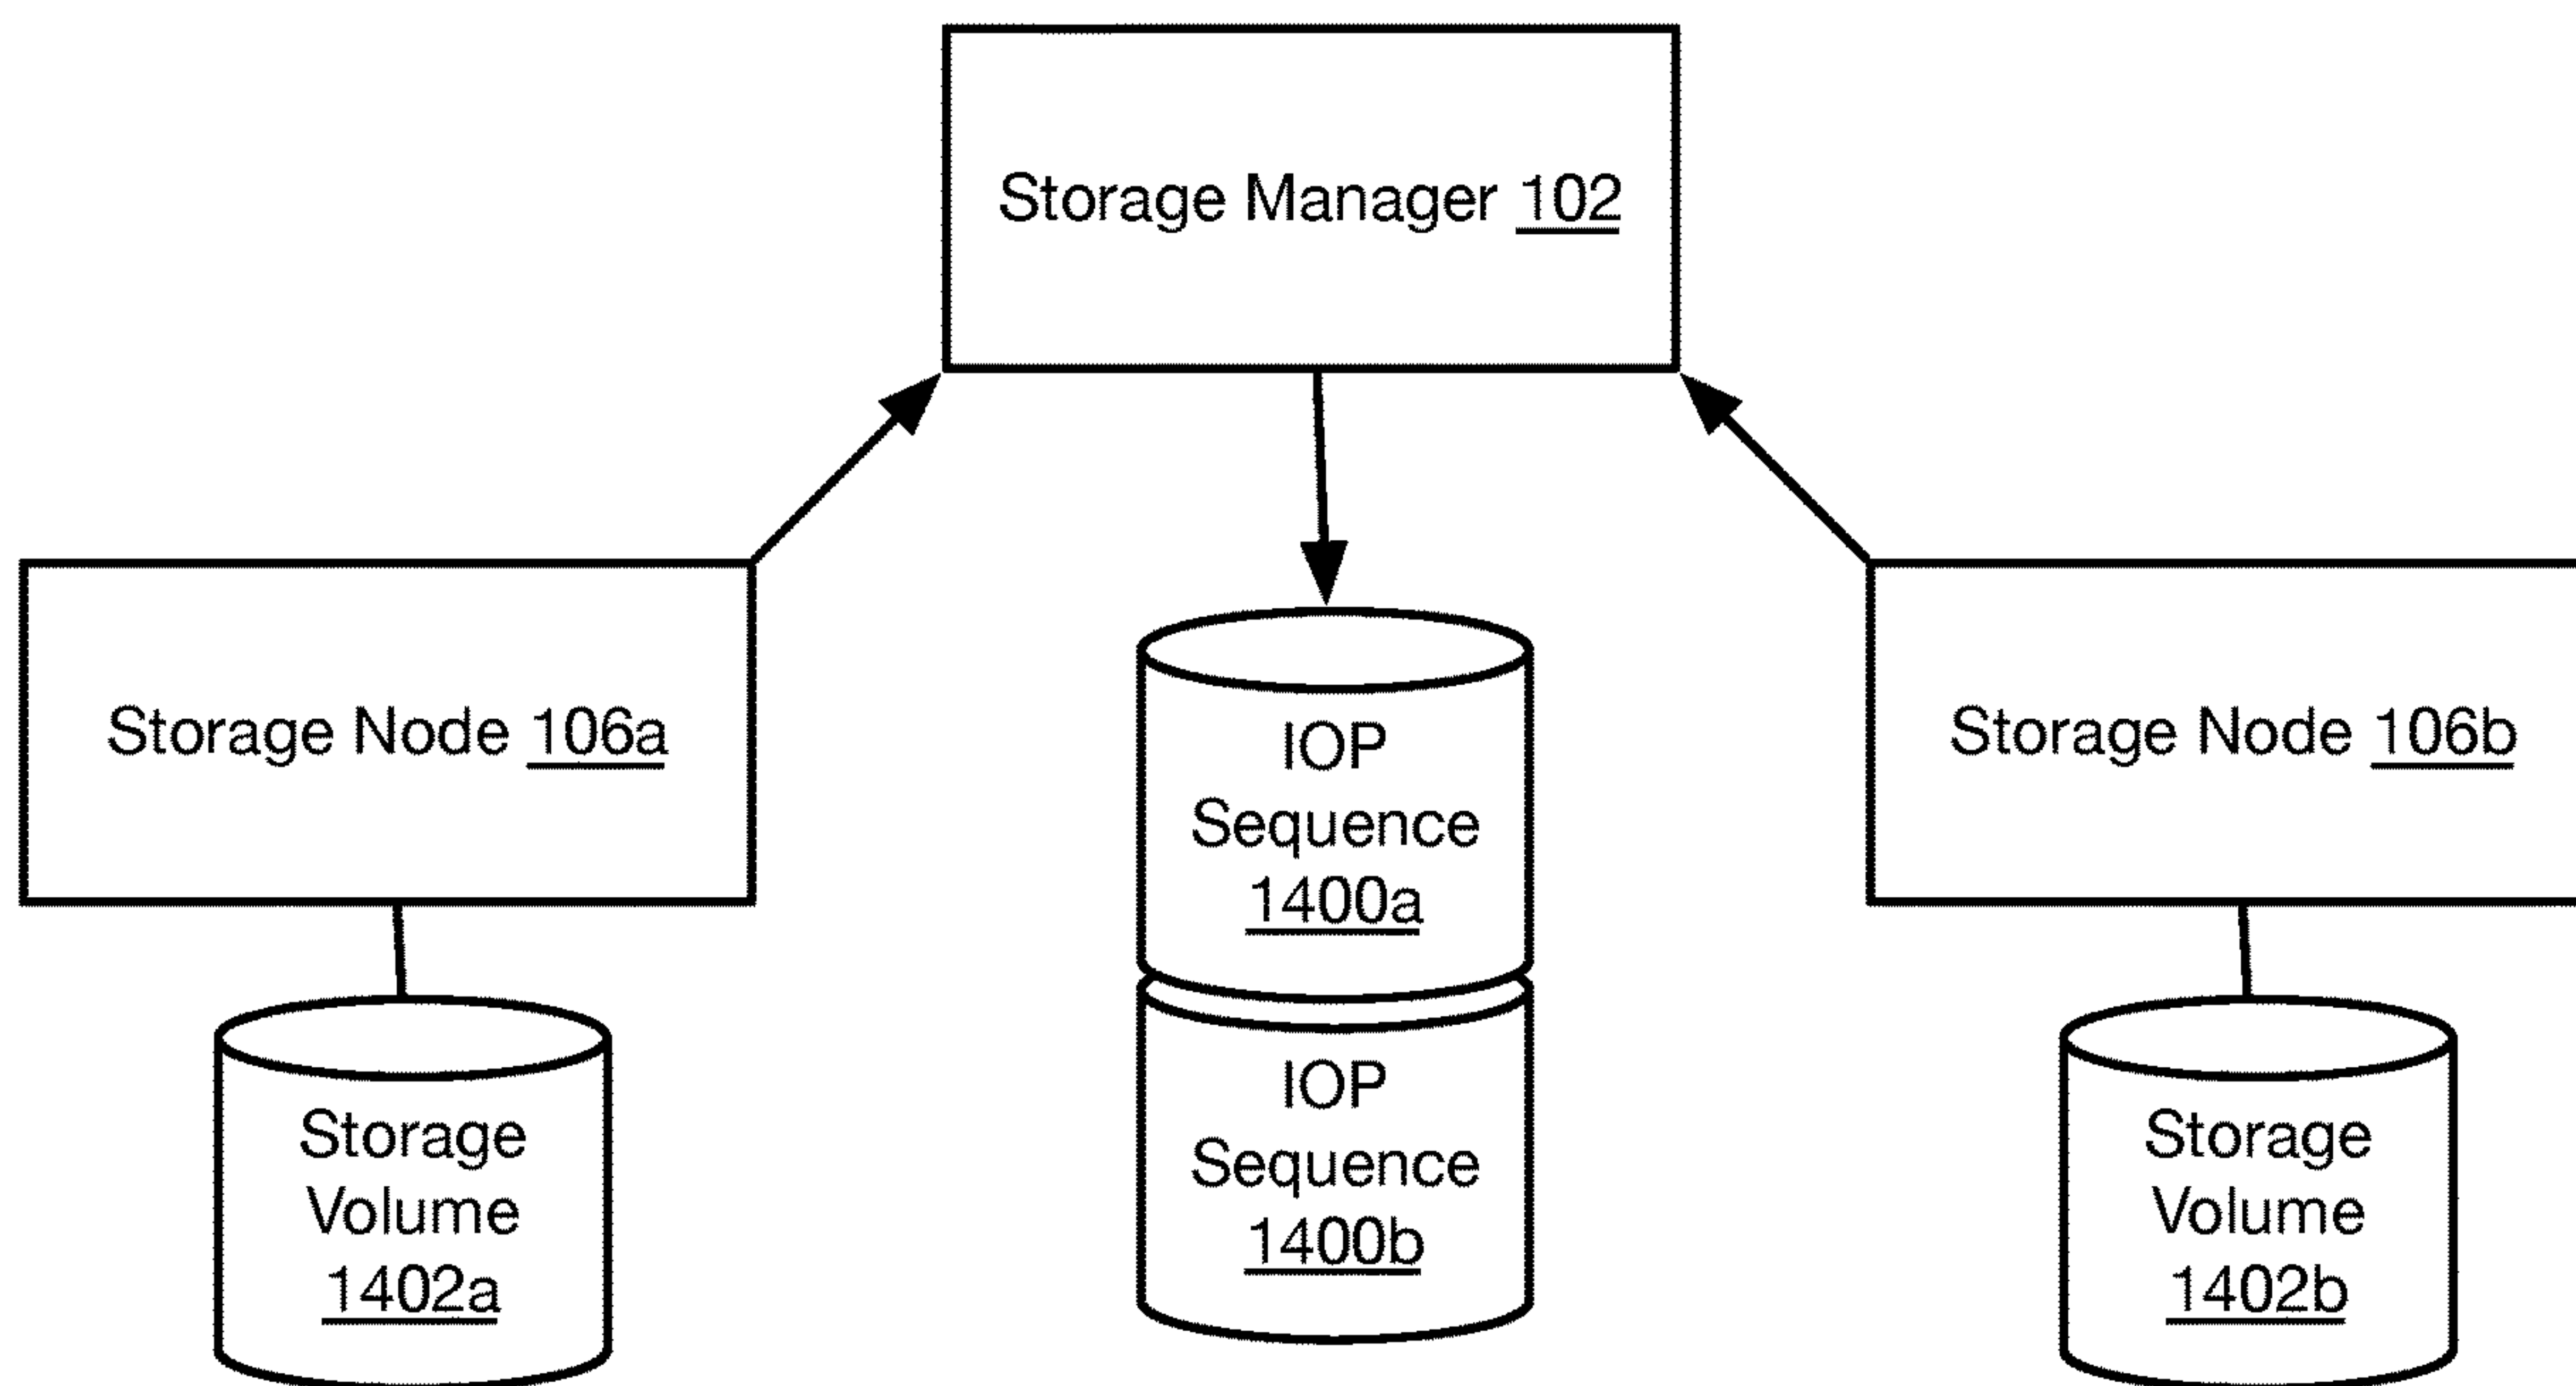 Storage Manager 102
Storage Node 106a
IOP
Sequence
1400a
Storage Node 106b
IOP
Sequence
1400b
Storage
Volume
1402a
Storage
Volume
1402b